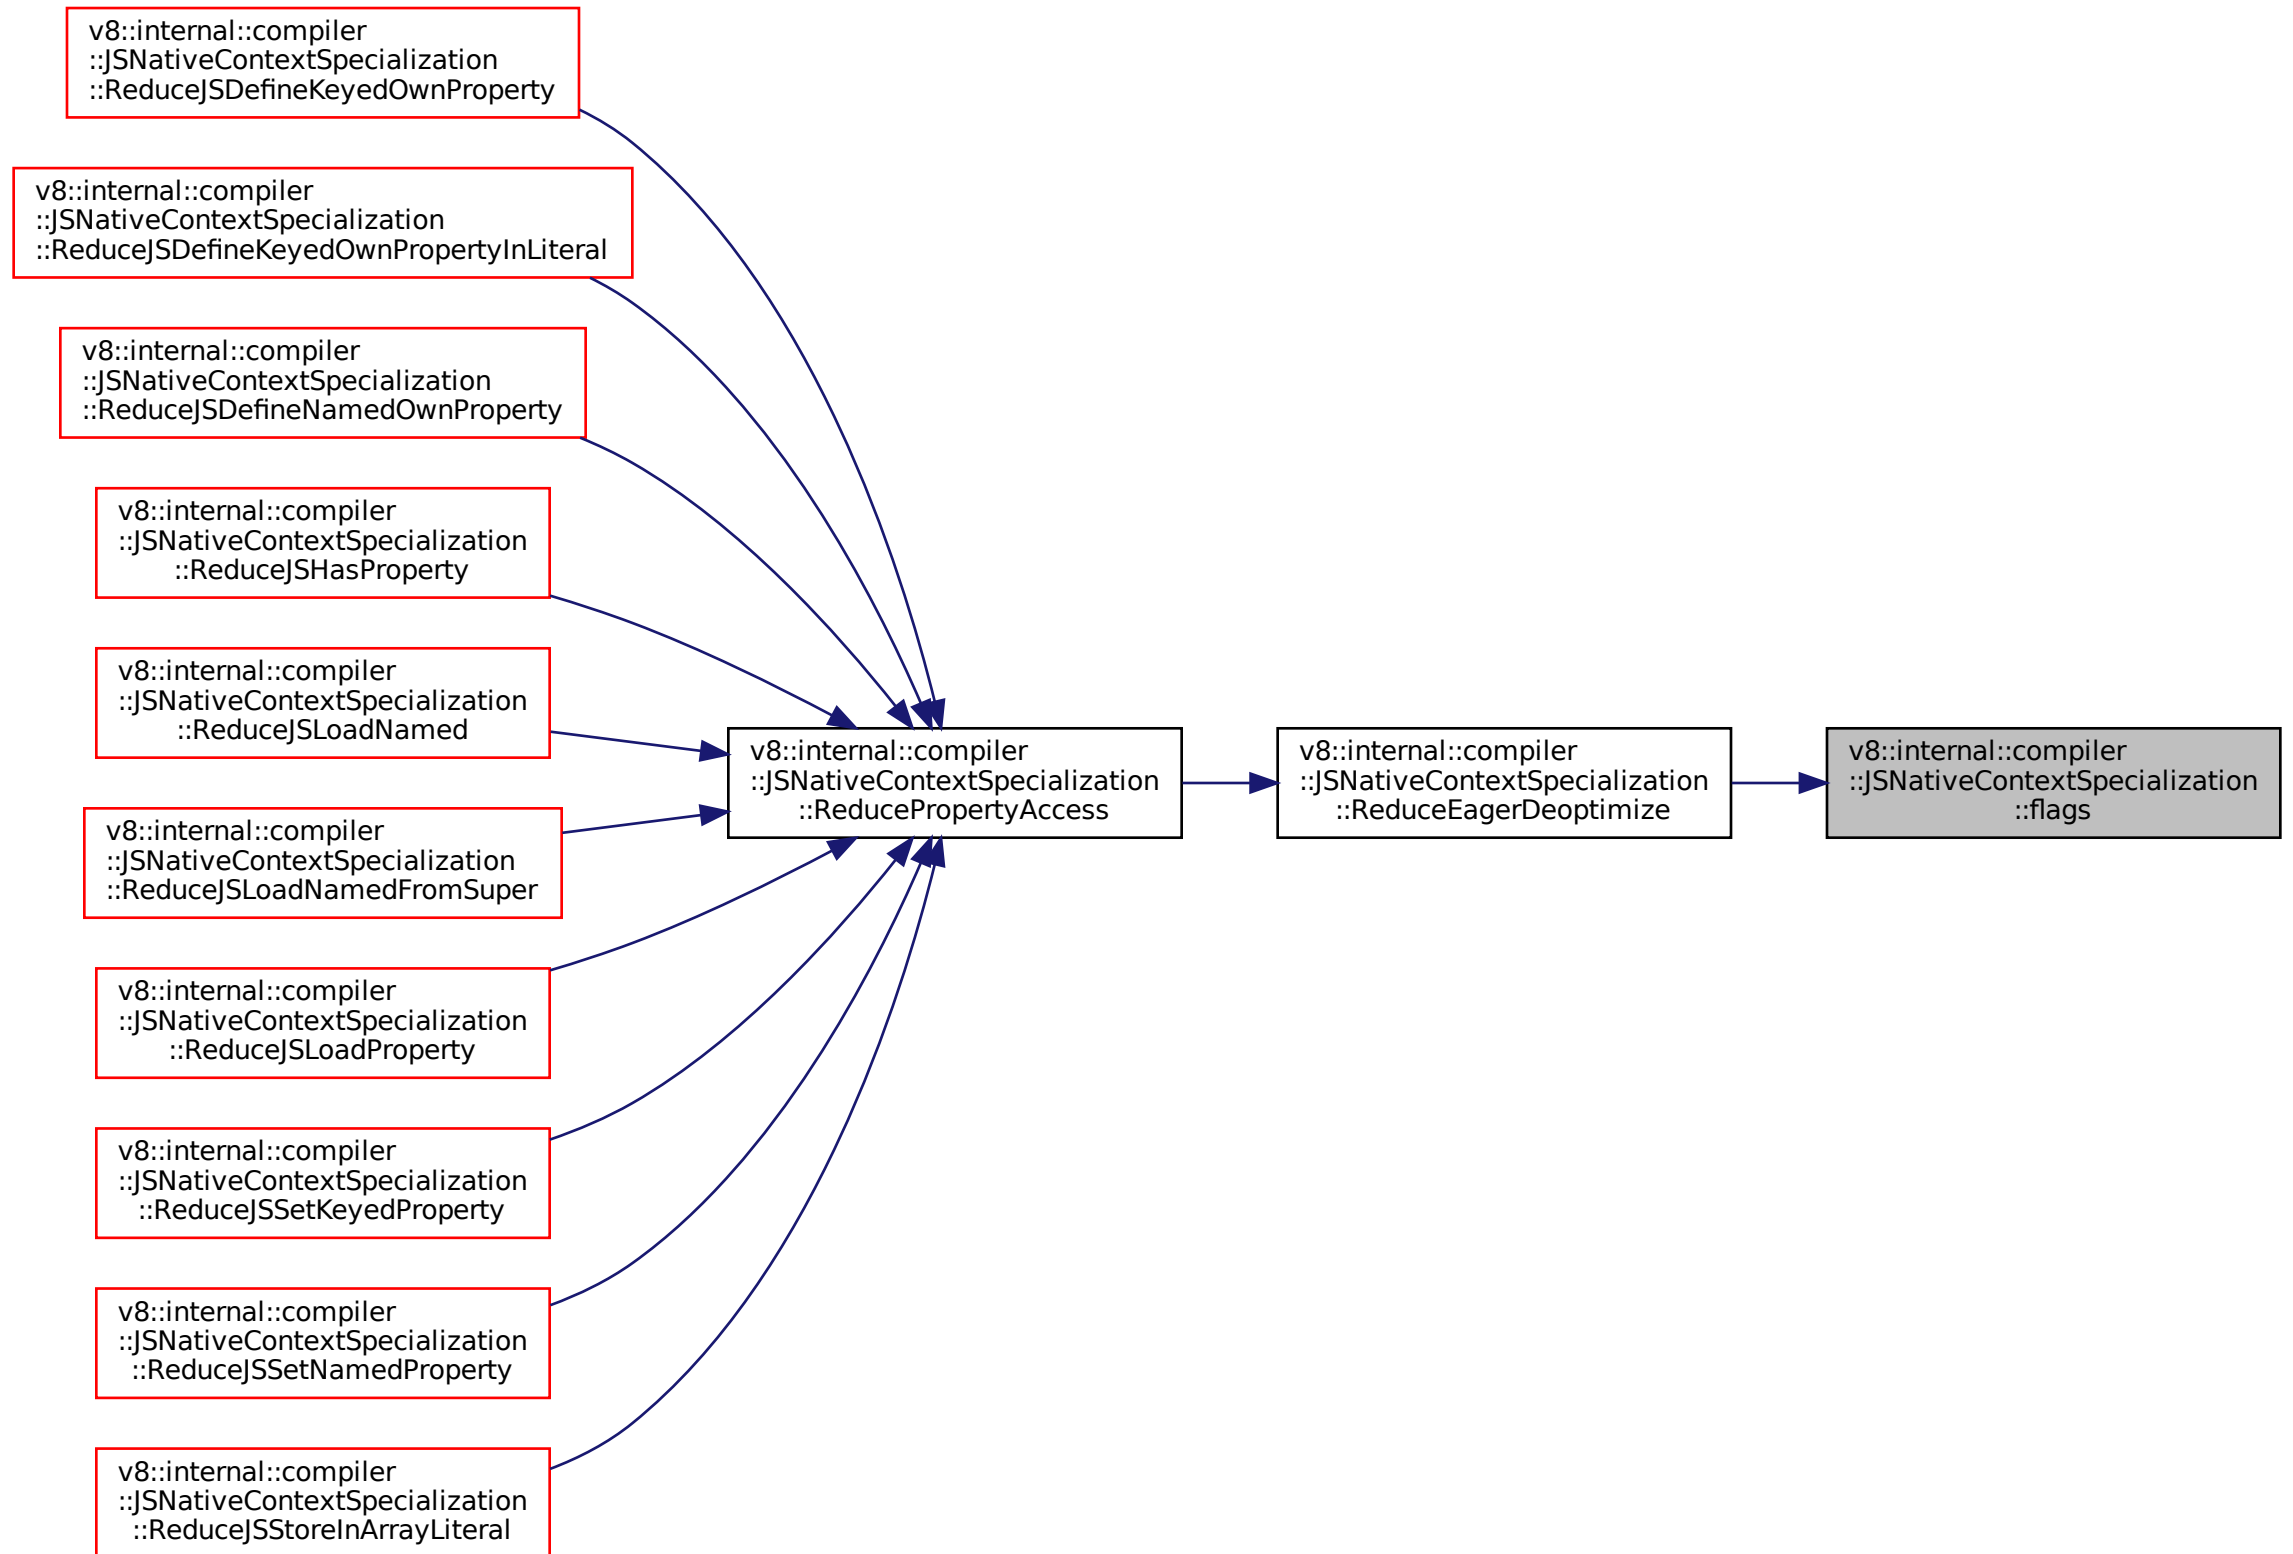 v8::internal::compiler
::JSNativeContextSpecialization
::ReduceJSDefineKeyedOwnProperty
v8::internal::compiler
::JSNativeContextSpecialization
::ReduceJSDefineKeyedOwnPropertyInLiteral
v8::internal::compiler
::JSNativeContextSpecialization
::ReduceJSDefineNamedOwnProperty
v8::internal::compiler
::JSNativeContextSpecialization
::ReduceJSHasProperty
v8::internal::compiler
::JSNativeContextSpecialization
::ReduceJSLoadNamed
v8::internal::compiler
::JSNativeContextSpecialization
::ReduceJSLoadNamedFromSuper
v8::internal::compiler
::JSNativeContextSpecialization
::ReduceJSLoadProperty
v8::internal::compiler
::JSNativeContextSpecialization
::ReduceJSSetKeyedProperty
v8::internal::compiler
::JSNativeContextSpecialization
::ReduceJSSetNamedProperty
v8::internal::compiler
::JSNativeContextSpecialization
::ReduceJSStoreInArrayLiteral
v8::internal::compiler
::JSNativeContextSpecialization
::ReducePropertyAccess
v8::internal::compiler
::JSNativeContextSpecialization
::ReduceEagerDeoptimize
v8::internal::compiler
::JSNativeContextSpecialization
::flags